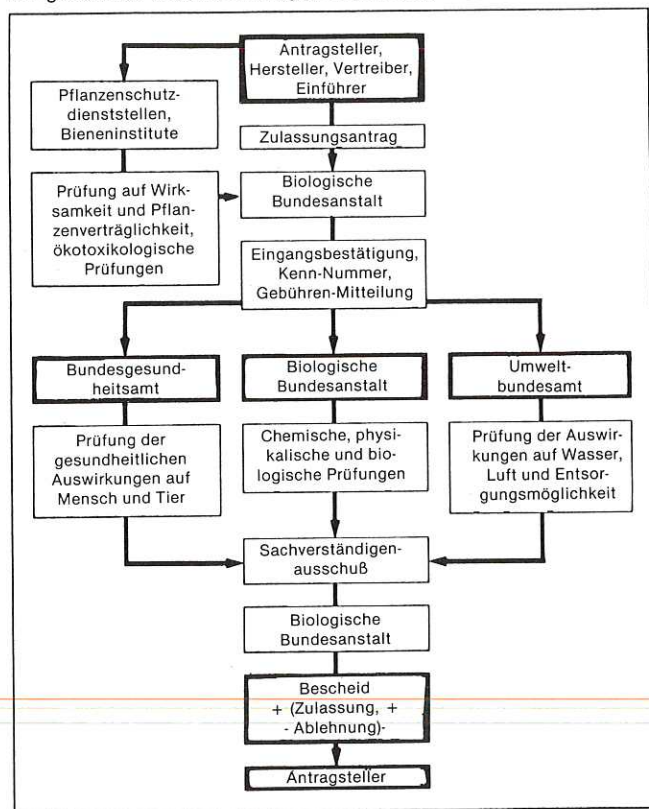 Antragsteller,
Hersteller, Vertreiber,
Einführer
Pflanzenschutz-
dienststellen,
Bieneninstitute
Zulassungsantrag
Prüfung auf Wirk-
samkeit und Pflan-
zenverträglichkeit,
ökotoxikologische
Prüfungen
Biologische
Bundesanstalt
Eingangsbestätigung,
Kenn-Nummer,
Gebühren-Mitteilung
Bundesgesund-
heitsamt
Biologische
Bundesanstalt
Umwelt-
bundesamt
Prüfung der
gesundheitlichen
Auswirkungen auf
Mensch und Tier
Chemische, physi-
kalische und bio-
logische Prüfungen
Prüfung der Auswir-
kungen auf Wasser,
Luft und Entsor-
gungsmöglichkeit
Sachverständigen-
ausschuß
Biologische
Bundesanstalt
Bescheid
+ (Zulassung, +
- Ablehnung)-
Antragsteller